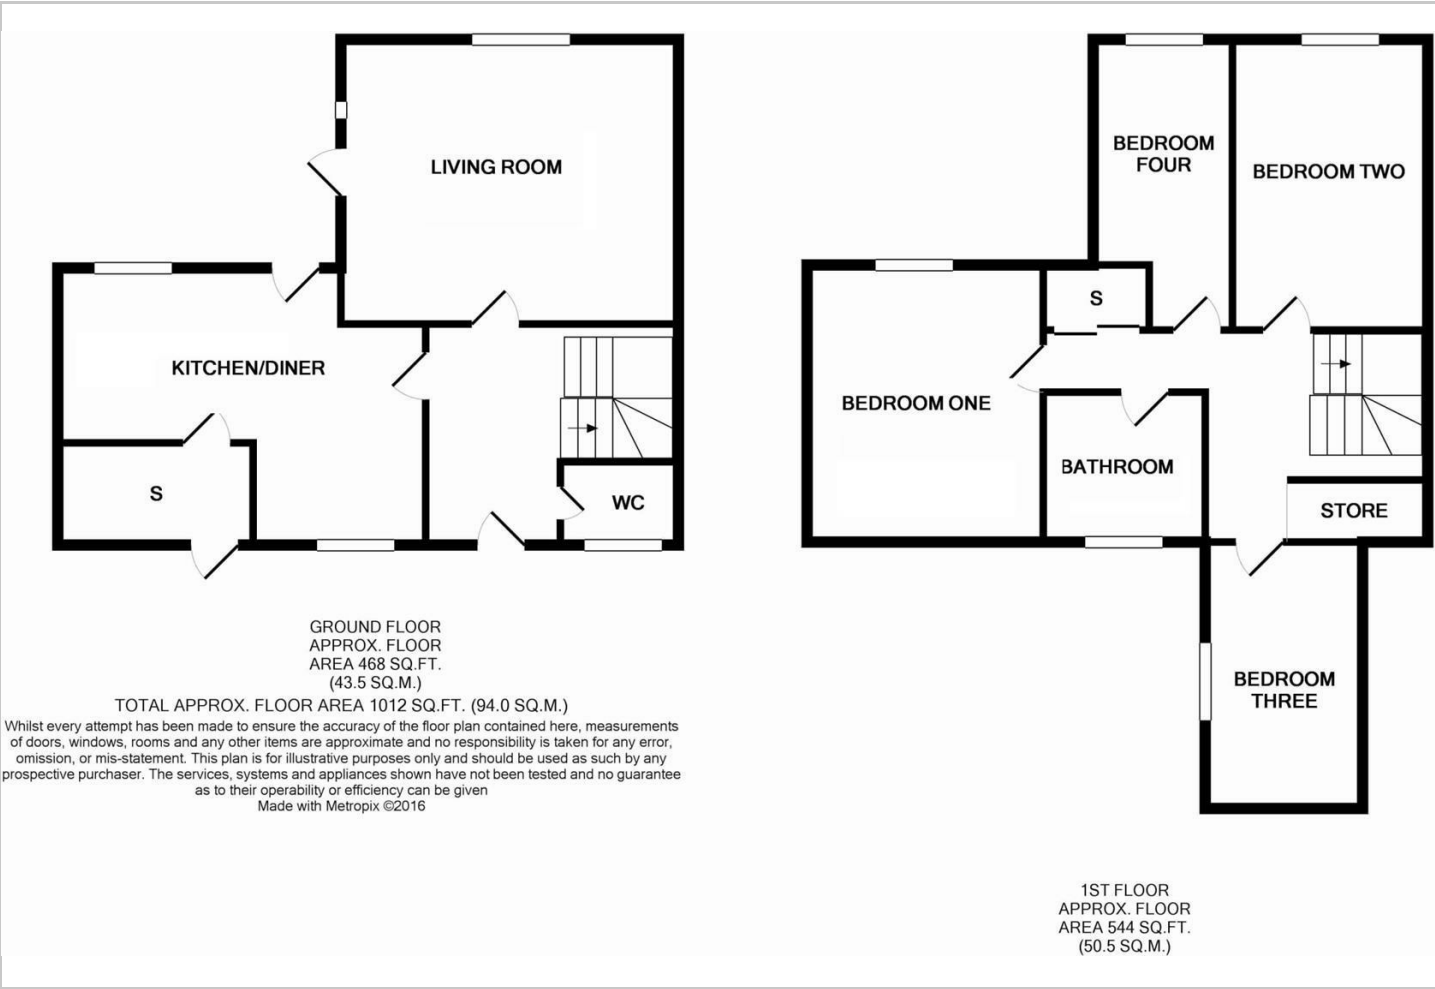 LIVING ROOM
KITCHEN/DINER
S
WC
GROUND FLOOR
APPROX. FLOOR
AREA 468 SQ.FT.
(43.5 SQ.M.)
TOTAL APPROX. FLOOR AREA 1012 SQ.FT. (94.0 SQ.M.)
Whilst every attempt has been made to ensure the accuracy of the floor plan contained here, measurements
of doors, windows, rooms and any other items are approximate and no responsibility is taken for any error,
omission, or mis-statement. This plan is for illustrative purposes only and should be used as such by any
prospective purchaser. The services, systems and appliances shown have not been tested and no guarantee
as to their operability or efficiency can be given
Made with Metropix ©2016
BEDROOM
FOUR
BEDROOM TWO
S
BEDROOM ONE
BATHROOM
STORE
BEDROOM
THREE
1ST FLOOR
APPROX. FLOOR
AREA 544 SQ.FT.
(50.5 SQ.M.)